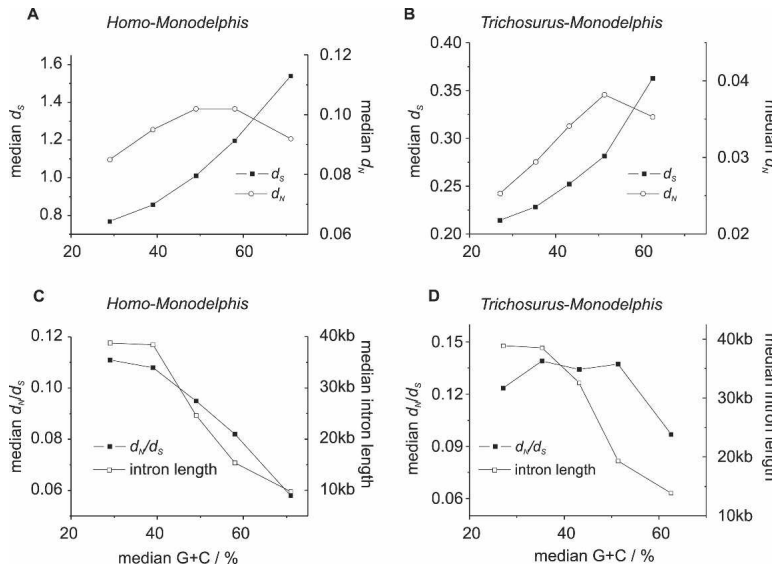 A
Homo-Monodelphis
1.6
1.4
1.2
1.0
0.8
median dS
0.12
0.10
0.08
0.06
median dN
dS
dN
20
40
60
B
Trichosurus-Monodelphis
0.40
0.35
0.30
0.25
0.20
median dS
0.04
0.03
0.02
median dN
dS
dN
20
40
60
C
Homo-Monodelphis
0.12
0.10
0.08
0.06
median dN/dS
40kb
30kb
20kb
10kb
median intron length
dN/dS
intron length
20
40
60
median G+C / %
D
Trichosurus-Monodelphis
0.15
0.12
0.09
0.06
median dN/dS
40kb
30kb
20kb
10kb
median intron length
dN/dS
intron length
20
40
60
median G+C / %